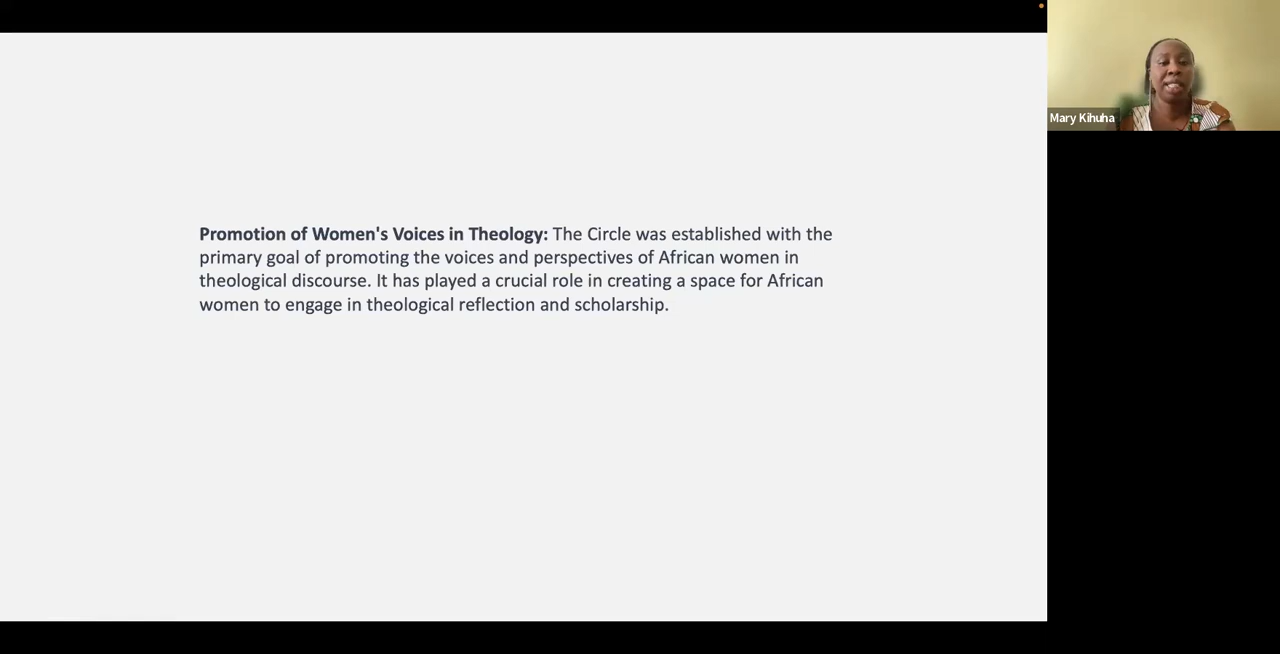 Promotion of Women's Voices in Theology: The Circle was established with the
primary goal of promoting the voices and perspectives of African women in
theological discourse. It has played a crucial role in creating a space for African
women to engage in theological reflection and scholarship.
Mary Kihuha